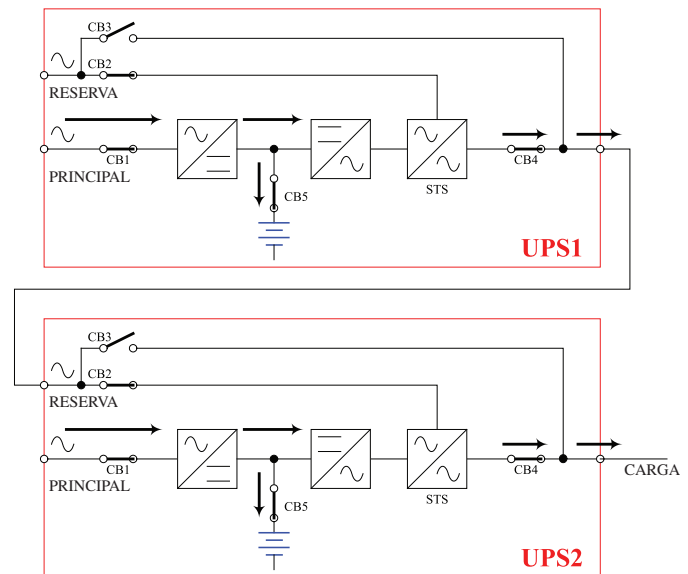 CB3
CB2
RESERVA
CB1
PRINCIPAL
CB5
STS
CB4
UPS1
CB3
CB2
RESERVA
CB1
PRINCIPAL
CB5
STS
CB4
CARGA
UPS2